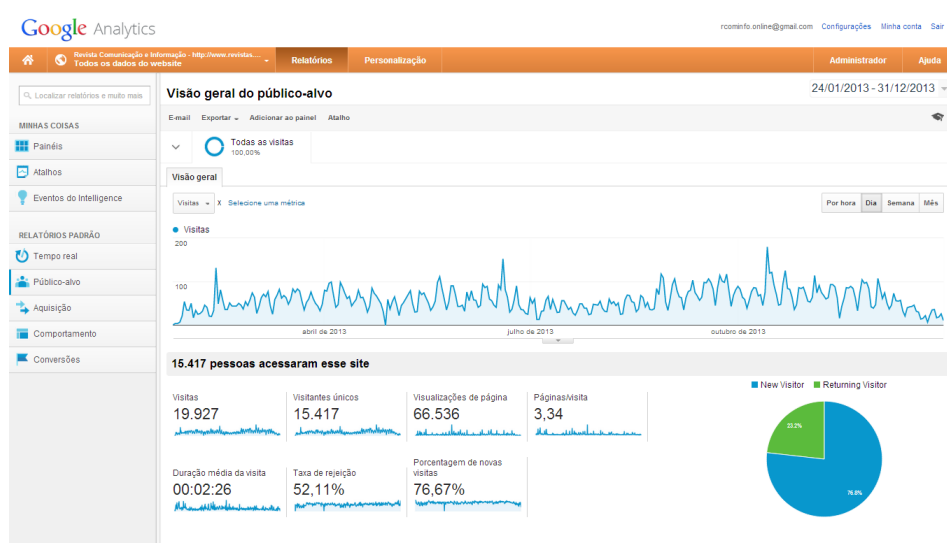 Google Analytics
rcominfo.online@gmail.com Configurações Minha conta Sair
Revista Comunicação e Informação - http://www.revistas....
Todos os dados do website
Relatórios Personalização Administrador Ajuda
Localizar relatórios e muito mais
MINHAS COISAS
Painéis
Atalhos
Eventos do Intelligence
RELATÓRIOS PADRÃO
Tempo real
Público-alvo
Aquisição
Comportamento
Conversões
Visão geral do público-alvo
24/01/2013 - 31/12/2013
E-mail Exportar Adicionar ao painel Atalho
Todas as visitas
100,00%
Visão geral
Visitas X Selecione uma métrica
Por hora Dia Semana Mês
Visitas
200
100
abril de 2013 julho de 2013 outubro de 2013
15.417 pessoas acessaram esse site
Visitas
19.927
Visitantes únicos
15.417
Visualizações de página
66.536
Páginas/visita
3,34
Duração média da visita
00:02:26
Taxa de rejeição
52,11%
Porcentagem de novas
visitas
76,67%
New Visitor Returning Visitor
23.2%
76.8%